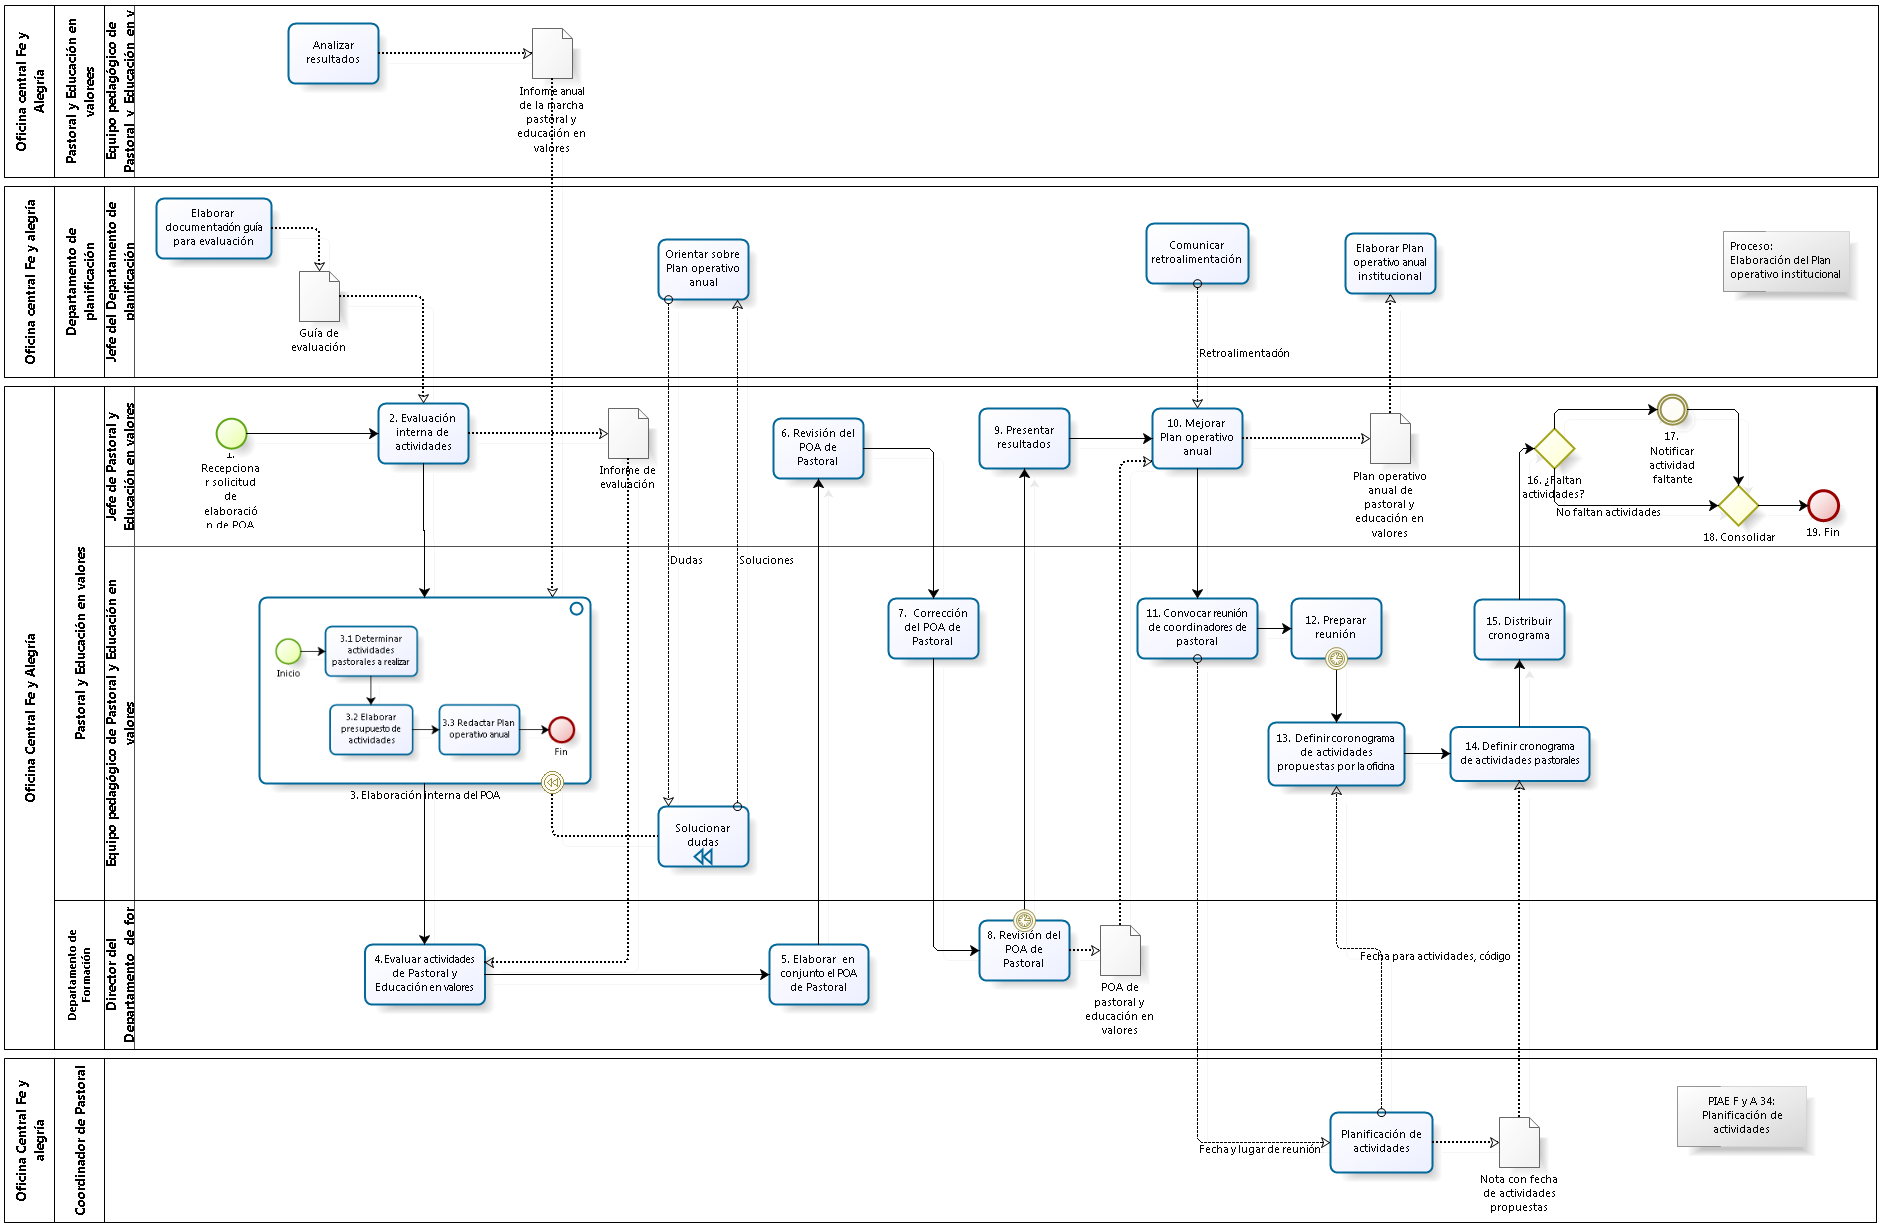 Oficina central Fe y
Alegría
Pastoral y Educación en
valorees
Equipo pedagógico de
Pastoral y Educación en v
Analizar
resultados
Informe anual
de la marcha
pastoral y
educación en
valores
Oficina central Fe y alegría
Departamento de
planificación
Jefe del Departamento de
planificación
Elaborar
documentación guía
para evaluación
Guía de
evaluación
Orientar sobre
Plan operativo
anual
Comunicar
retroalimentación
Retroalimentación
Elaborar Plan
operativo anual
institucional
Proceso:
Elaboración del Plan
operativo institucional
Oficina Central Fe y Alegría
Pastoral y Educación en valores
Jefe de Pastoral y
Educación en valores
1.
Recepciona
r solicitud
de
elaboració
n de POA
2. Evaluación
interna de
actividades
Informe de
evaluación
6. Revisión del
POA de
Pastoral
9. Presentar
resultados
10. Mejorar
Plan operativo
anual
Plan operativo
anual de
pastoral y
educación en
valores
16. ¿Faltan
actividades?
No faltan actividades
17.
Notificar
actividad
faltante
18. Consolidar
19. Fin
Equipo pedagógico de Pastoral y Educación en
valores
Dudas
Soluciones
Inicio
3.1 Determinar
actividades
pastorales a realizar
3.2 Elaborar
presupuesto de
actividades
3.3 Redactar Plan
operativo anual
Fin
3. Elaboración interna del POA
Solucionar
dudas
7. Corrección
del POA de
Pastoral
11. Convocar reunión
de coordinadores de
pastoral
12. Preparar
reunión
13. Definir coronograma
de actividades
propuestas por la oficina
14. Definir cronograma
de actividades pastorales
15. Distribuir
cronograma
Departamento de
Formación
Director del
Departamento de for
4.Evaluar actividades
de Pastoral y
Educación en valores
5. Elaborar en
conjunto el POA
de Pastoral
8. Revisión del
POA de
Pastoral
POA de
pastoral y
educación en
valores
Fecha para actividades, código
Oficina Central Fe y
alegría
Coordinador de Pastoral
Fecha y lugar de reunión
Planificación de
actividades
Nota con fecha
de actividades
propuestas
PIAE F y A 34:
Planificación de
actividades